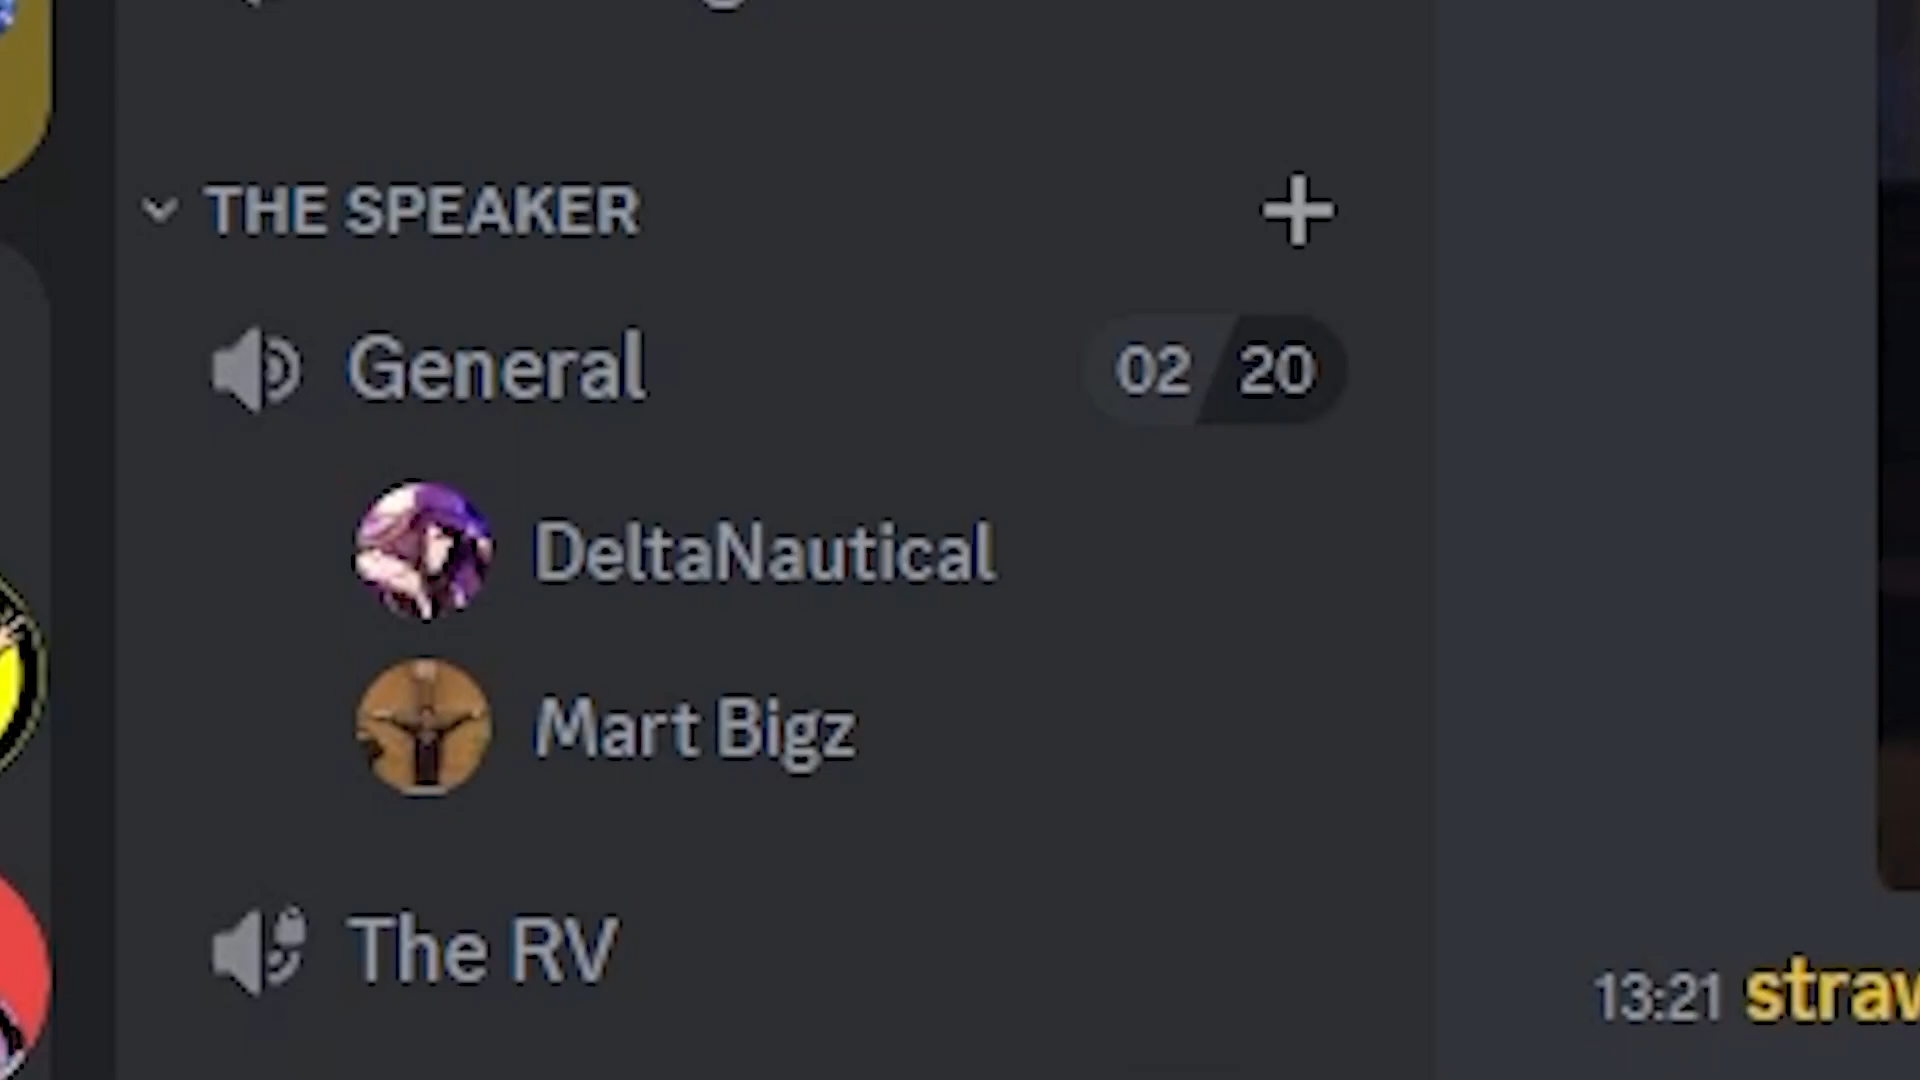 THE SPEAKER
General 02 20
DeltaNautical
Mart Bigz
The RV
13:21